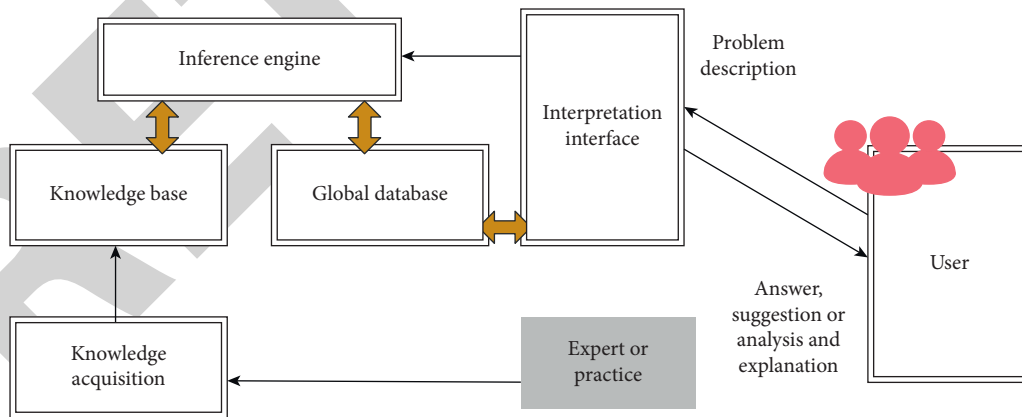 Inference engine
Problem
description
Interpretation
interface
Knowledge base
Global database
User
Answer,
suggestion or
analysis and
explanation
Knowledge
acquisition
Expert or
practice